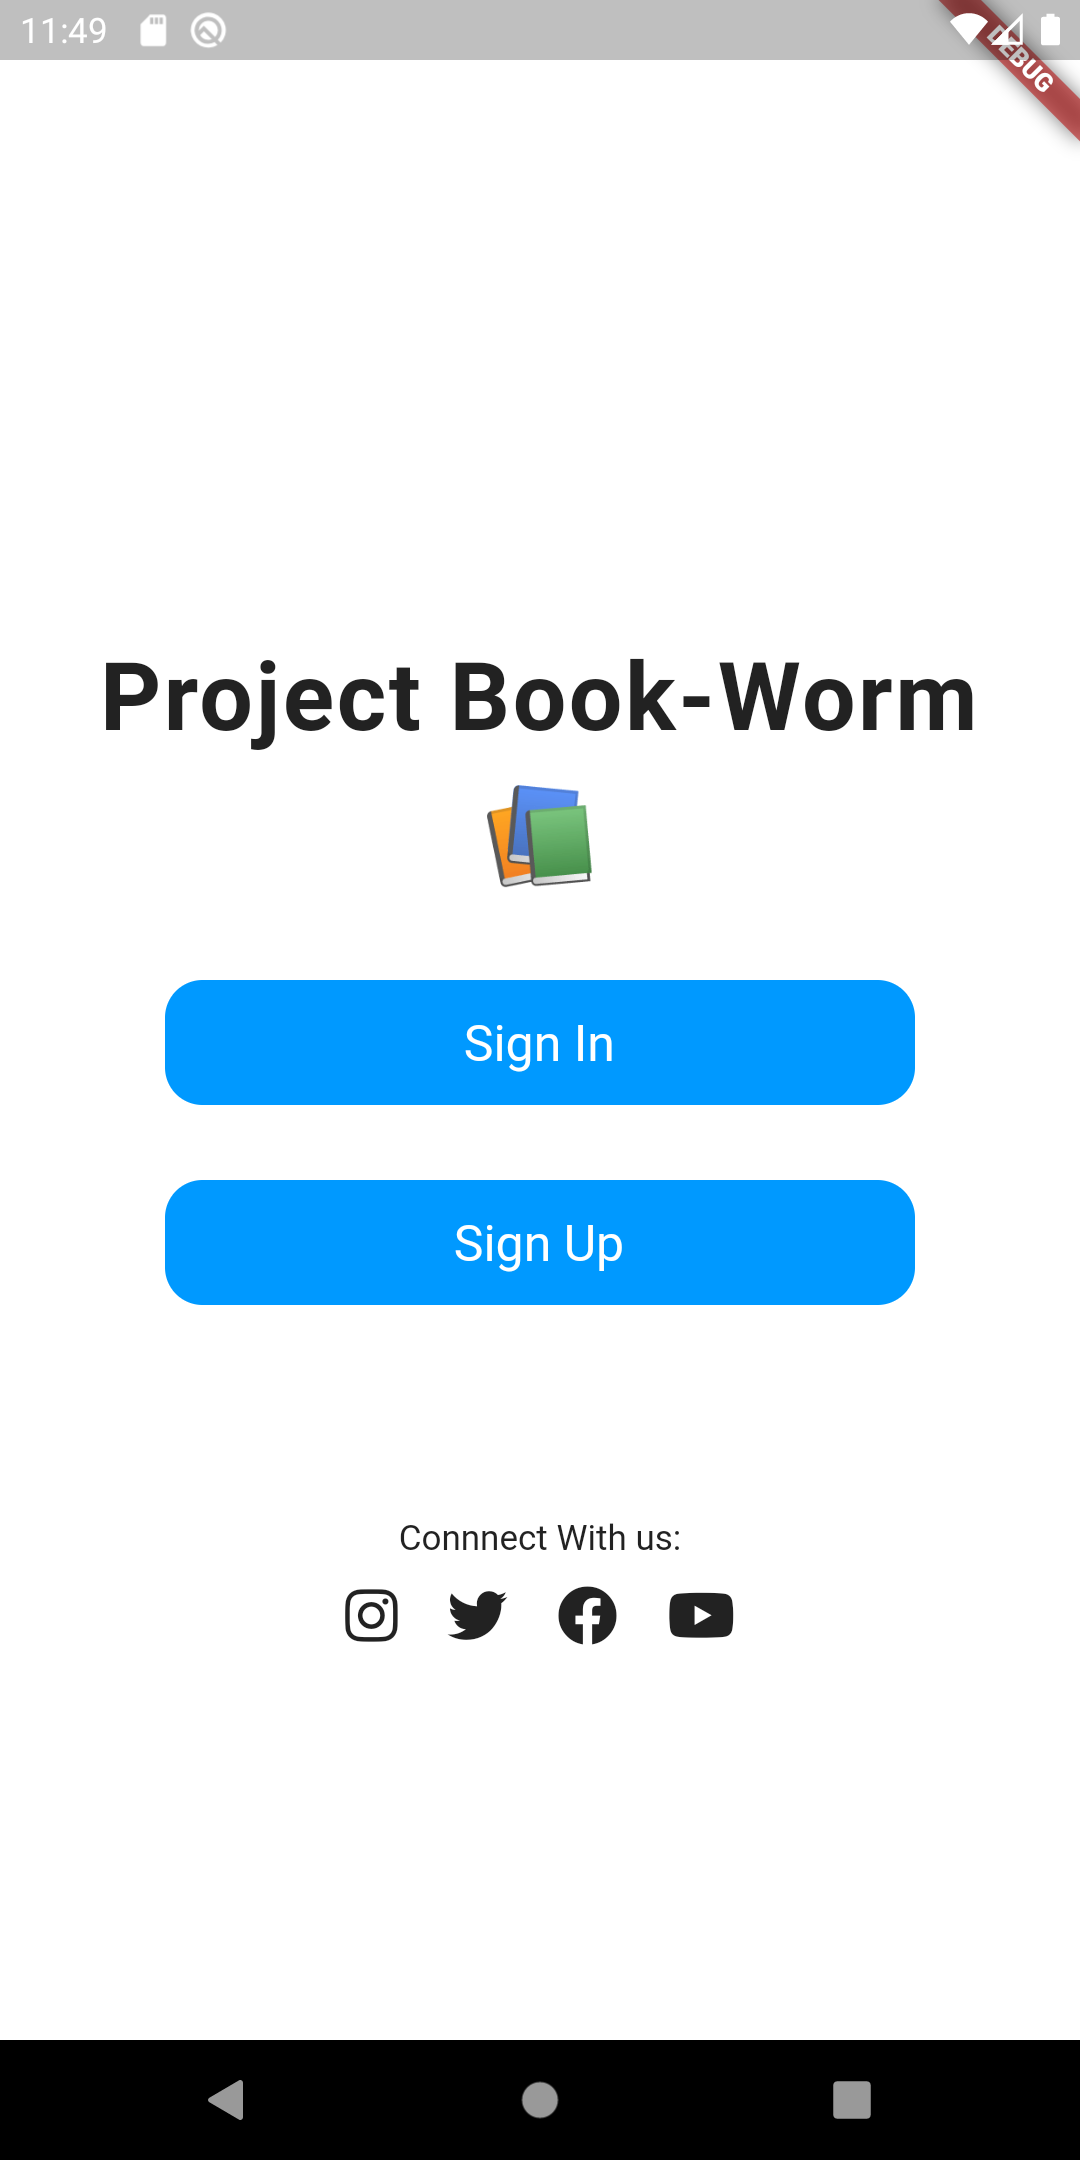 11:49
DEBUG
Project Book-Worm
Sign In
Sign Up
Connnect With us: